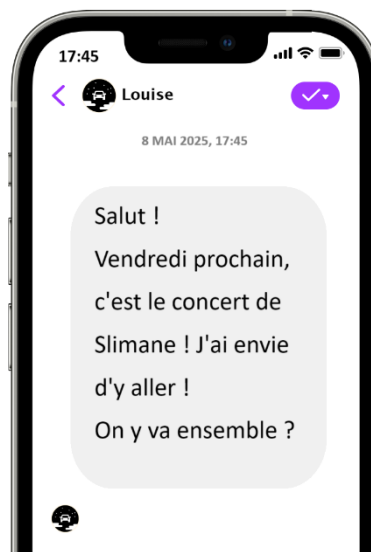 17:45
Louise
8 MAI 2025, 17:45
Salut !
Vendredi prochain,
c'est le concert de
Slimane ! J'ai envie
d'y aller !
On y va ensemble ?